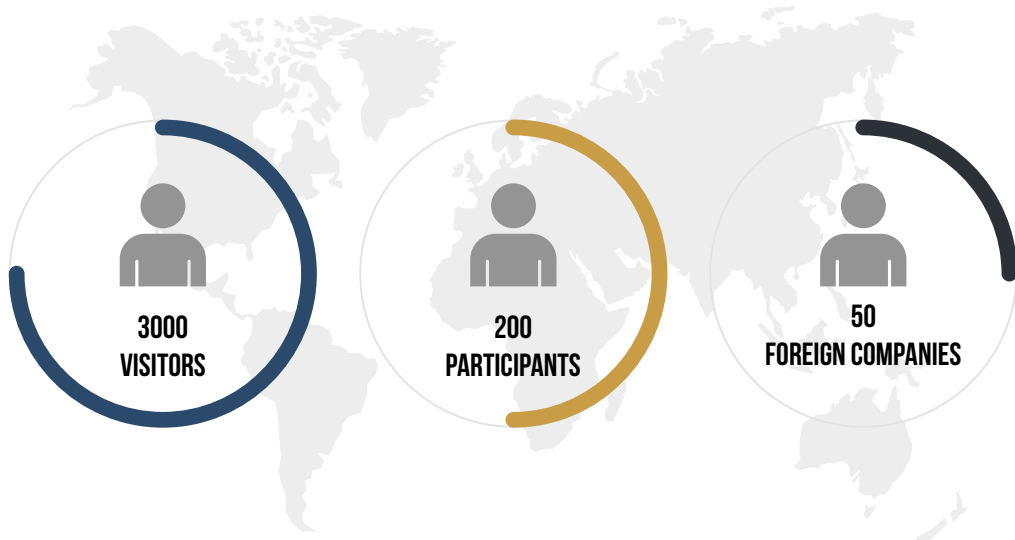 3000
VISITORS
200
PARTICIPANTS
50
FOREIGN COMPANIES